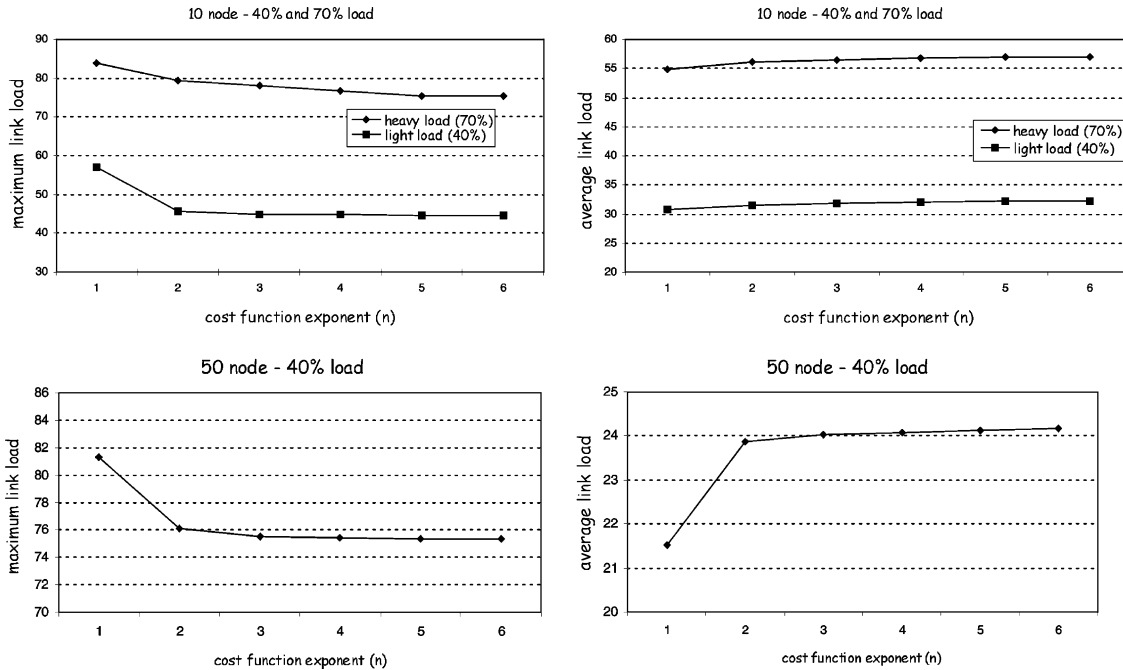 10 node - 40% and 70% load
maximum link load
90
80
70
60
50
40
30
heavy load (70%)
light load (40%)
1 2 3 4 5 6
cost function exponent (n)
10 node - 40% and 70% load
average link load
60
55
50
45
40
35
30
25
20
heavy load (70%)
light load (40%)
1 2 3 4 5 6
cost function exponent (n)
50 node - 40% load
maximum link load
86
84
82
80
78
76
74
72
70
1 2 3 4 5 6
cost function exponent (n)
50 node - 40% load
average link load
25
24
23
22
21
20
1 2 3 4 5 6
cost function exponent (n)